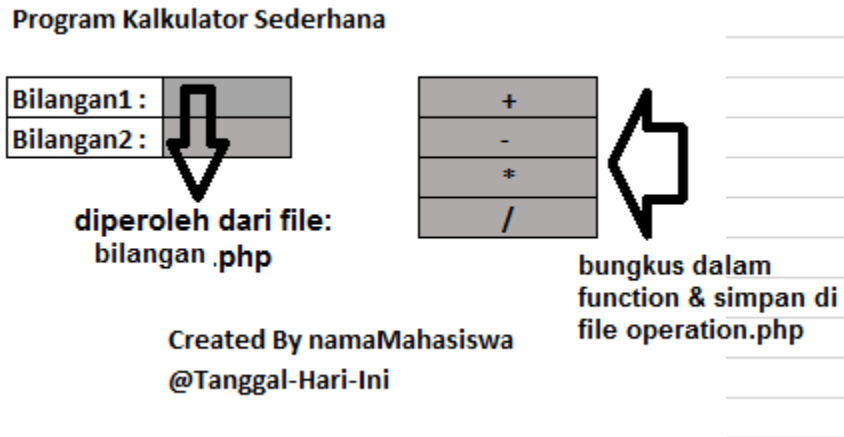 Program Kalkulator Sederhana
Bilangan1 :
Bilangan2 :
+
-
*
/
diperoleh dari file:
bilangan .php
bungkus dalam
function & simpan di
file operation.php
Created By namaMahasiswa
@Tanggal-Hari-Ini